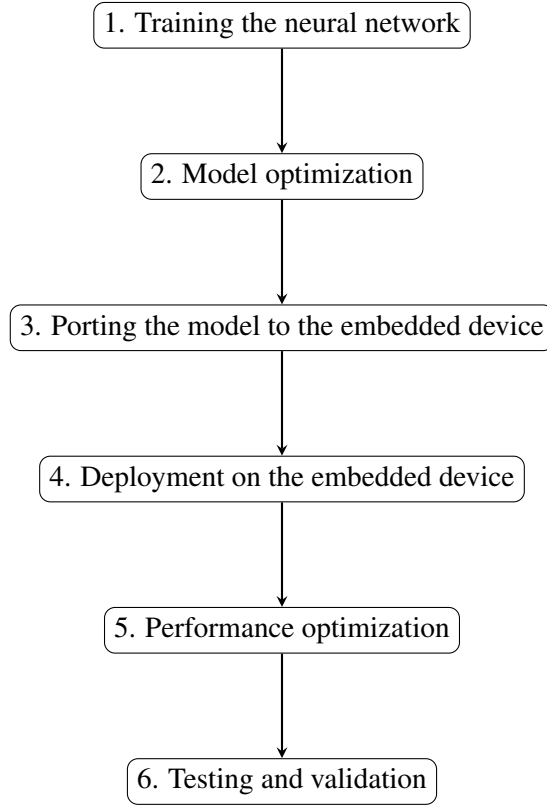 1. Training the neural network
2. Model optimization
3. Porting the model to the embedded device
4. Deployment on the embedded device
5. Performance optimization
6. Testing and validation